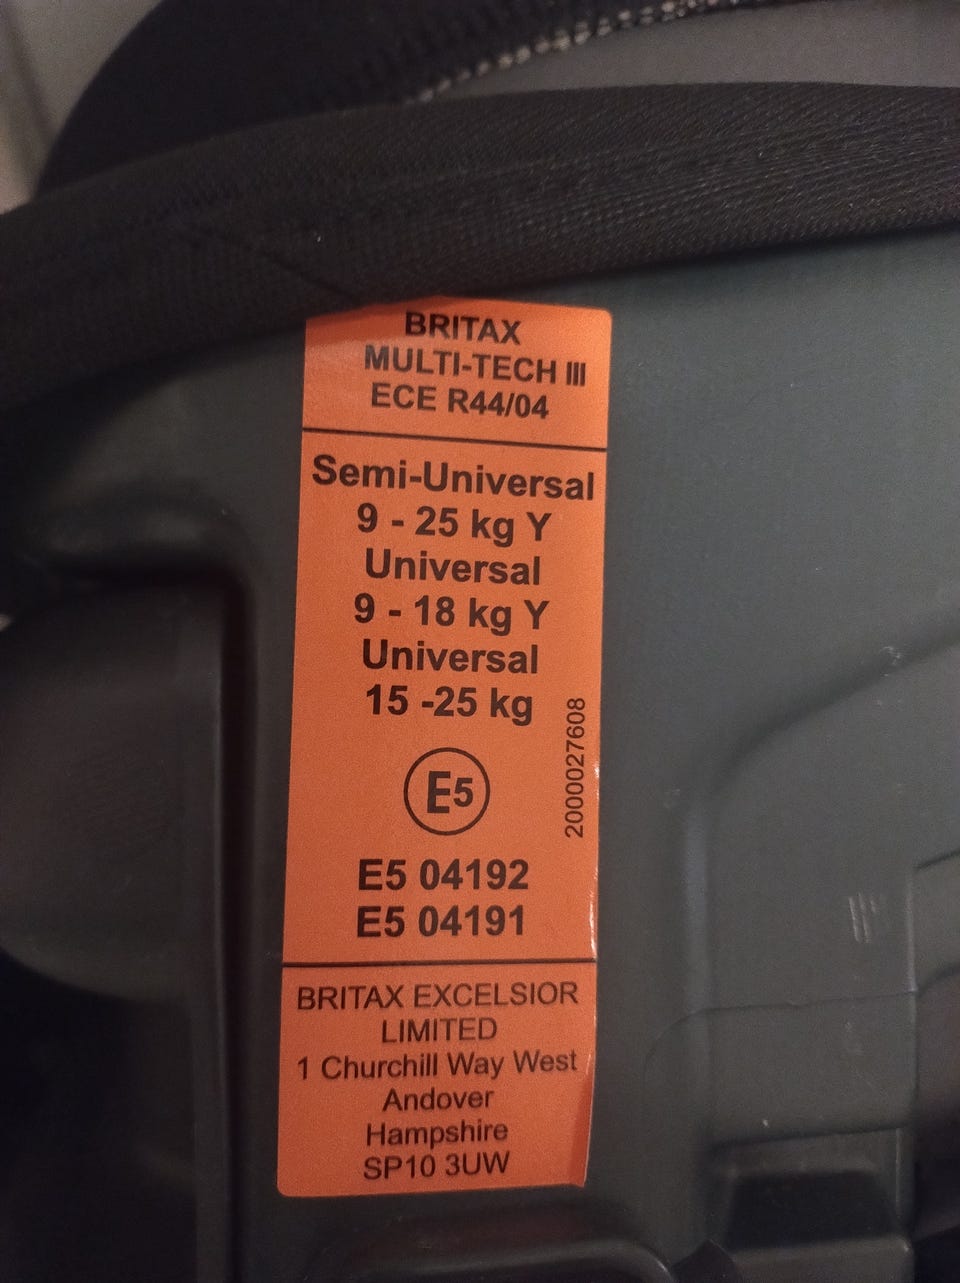 BRITAX
MULTI-TECH III
ECE R44/04
Semi-Universal
9 - 25 kg Y
Universal
9 - 18 kg Y
Universal
15 -25 kg
E5
2000027608
E5 04192
E5 04191
BRITAX EXCELSIOR
LIMITED
1 Churchill Way West
Andover
Hampshire
SP10 3UW